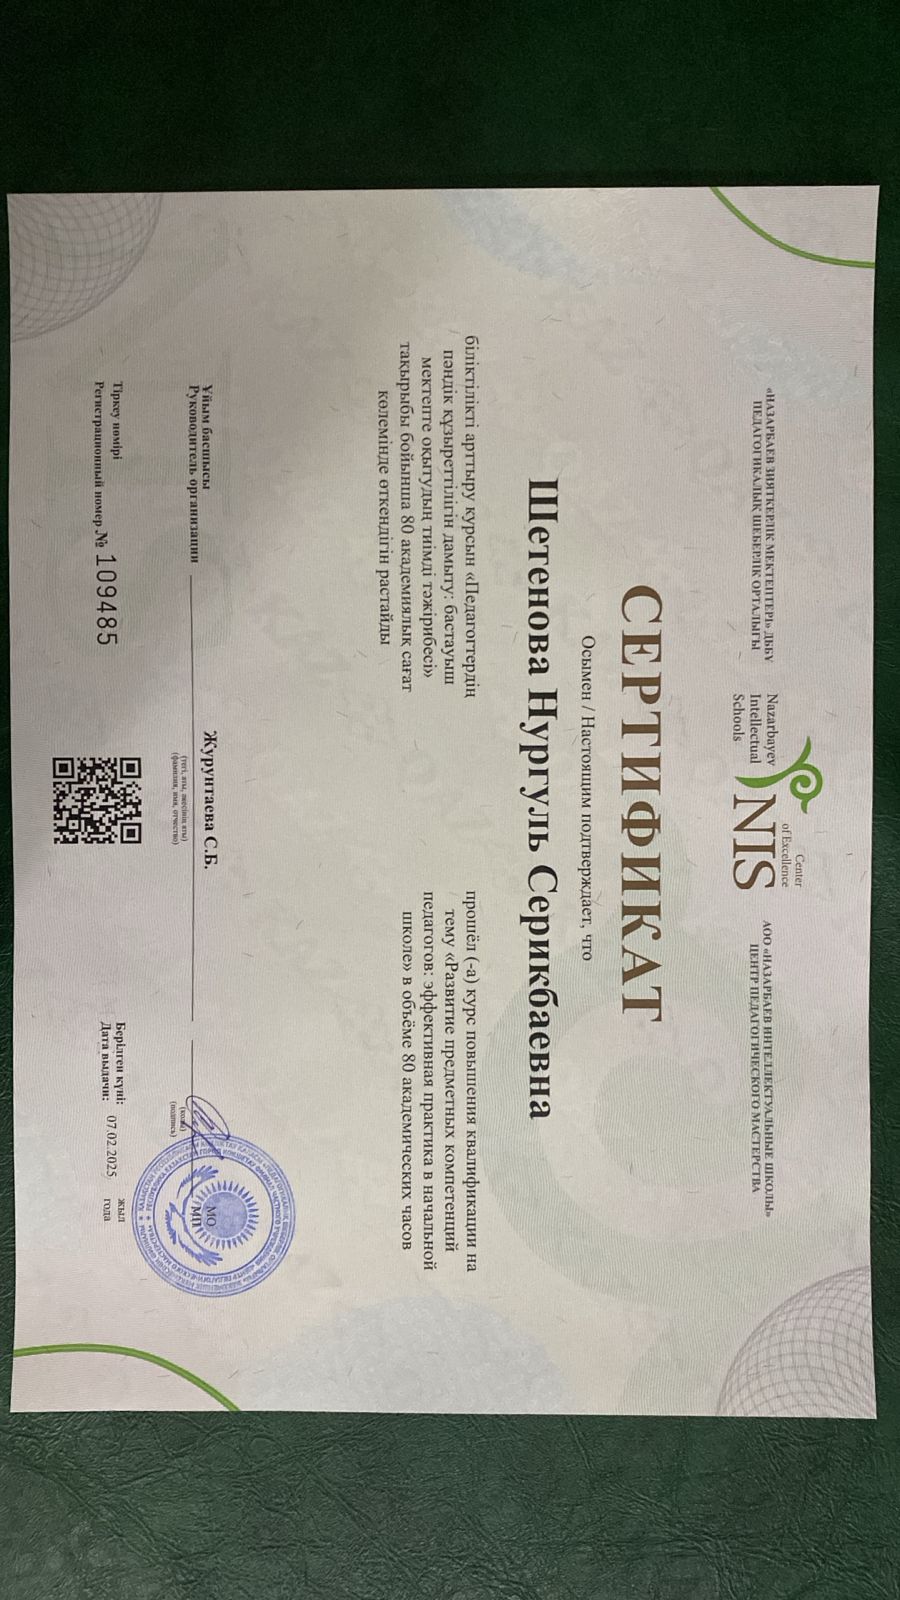 «НАЗАРБАЕВ ЗИЯТКЕРЛІК МЕКТЕПТЕРІ» ДББҰ
ПЕДАГОГИКАЛЫҚ ШЕБЕРЛІК ОРТАЛЫҒЫ
Nazarbayev
Intellectual
Schools
Center
of Excellence
NIS
АОО «НАЗАРБАЕВ ИНТЕЛЛЕКТУАЛЬНЫЕ ШКОЛЫ»
ЦЕНТР ПЕДАГОГИЧЕСКОГО МАСТЕРСТВА
СЕРТИФИКАТ
Осымен / Настоящим подтверждает, что
Шетенова Нургуль Серикбаевна
біліктілікті арттыру курсын «Педагогтердің
пәндік құзыреттілігін дамыту: бастауыш
мектепте оқытудың тиімді тәжірибесі»
тақырыбы бойынша 80 академиялық сағат
көлемінде өткендігін растайды
прошёл (-а) курс повышения квалификации на
тему «Развитие предметных компетенций
педагогов: эффективная практика в начальной
школе» в объёме 80 академических часов
Ұйым басшысы
Руководитель организации
Журунтаева С.Б.
(тегі, аты, әкесінің аты)
(фамилия, имя, отчество)
(қолы)
(подпись)
МО
МП
Тіркеу нөмірі
Регистрационный номер № 109485
Берілген күні:
Дата выдачи: 07.02.2025 жыл
года